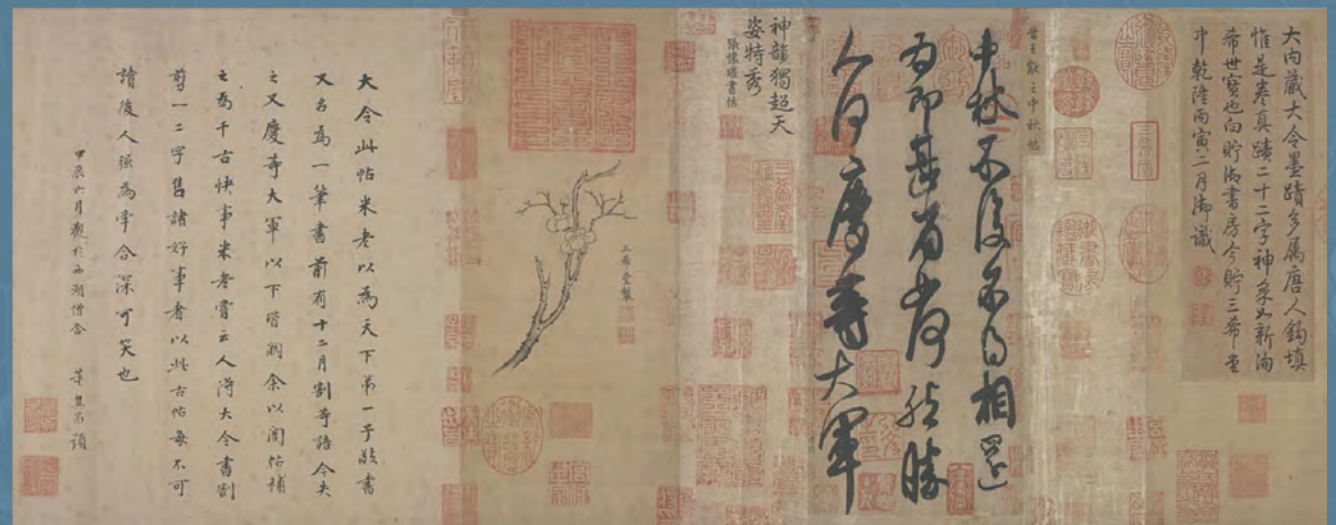 大內藏大令墨蹟多屬唐人鈎填
惟是卷真蹟二十二字神采如新洵
希世寶也向貯御書房今貯三希堂
中乾隆丙寅二月御識
晉王獻之中秋帖
中秋不復不得相還
為即甚省如何然勝
人何慶等大軍
神韻獨超天
姿特秀
張懷瓘書估
三希堂製
大令此帖米老以為天下第一子敬書
又名為一筆書前有十二月割等語今失
之又慶等大軍以下皆闕余以閣帖補
之為千古快事米老嘗云人得大令書割
剪一二字售諸好事者以此古帖每不可
讀後人強為牽合深可笑也
甲辰六月觀於西湖僧舍 董其昌題